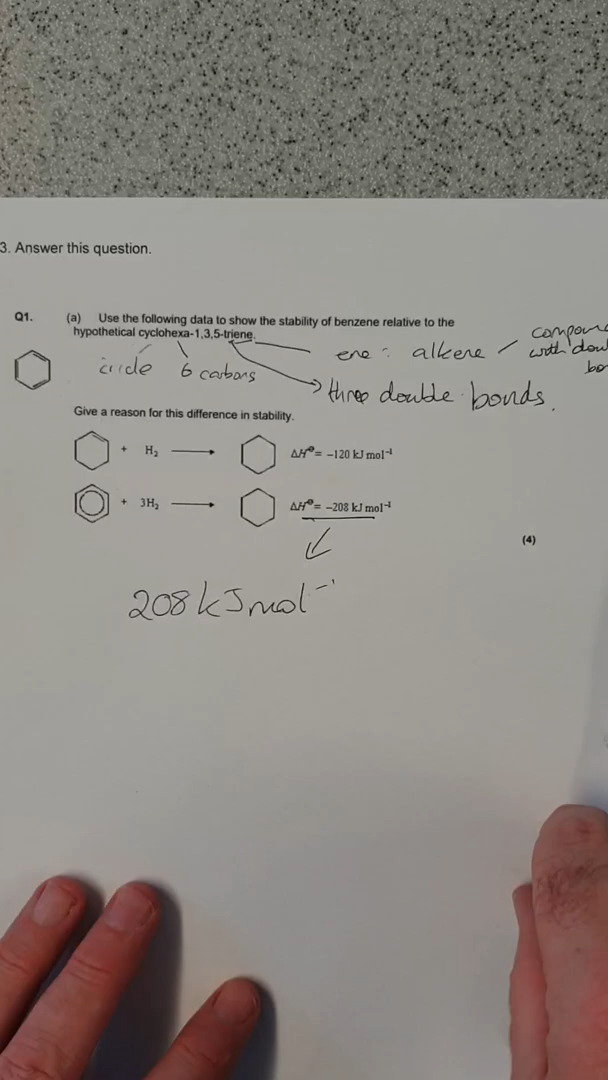 3. Answer this question.
Q1. (a) Use the following data to show the stability of benzene relative to the
hypothetical cyclohexa-1,3,5-triene.
circle 6 carbons
ene : alkene / with
three double bonds.
Give a reason for this difference in stability.
+ H₂ ⟶ ΔH⦵= −120 kJ mol⁻¹
+ 3H₂ ⟶ ΔH⦵= −208 kJ mol⁻¹
(4)
208 kJ mol⁻¹